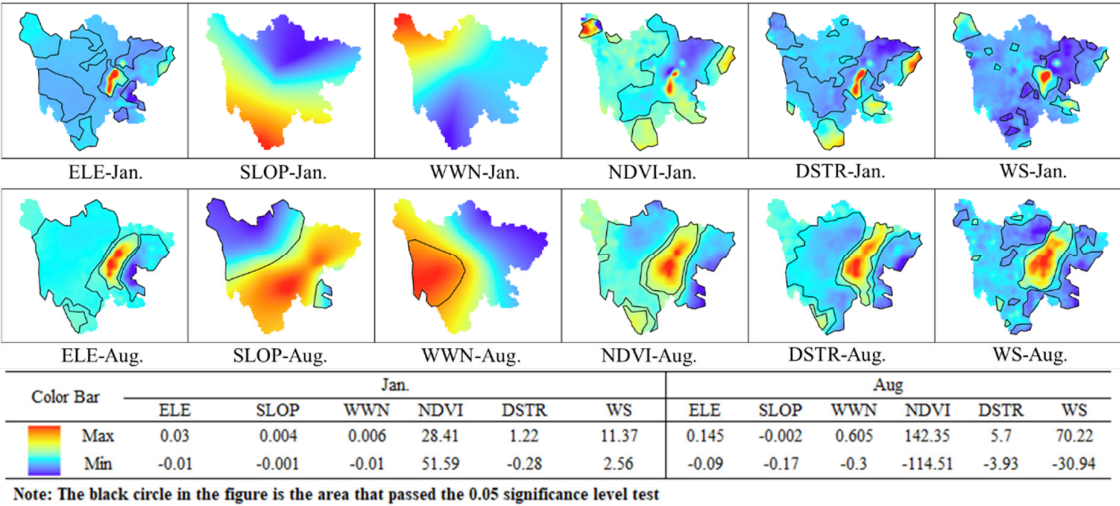 ELE-Jan. SLOP-Jan. WWN-Jan. NDVI-Jan. DSTR-Jan. WS-Jan.
ELE-Aug. SLOP-Aug. WWN-Aug. NDVI-Aug. DSTR-Aug. WS-Aug.
Color Bar Jan. Aug
ELE SLOP WWN NDVI DSTR WS ELE SLOP WWN NDVI DSTR WS
Max 0.03 0.004 0.006 28.41 1.22 11.37 0.145 -0.002 0.605 142.35 5.7 70.22
Min -0.01 -0.001 -0.01 51.59 -0.28 2.56 -0.09 -0.17 -0.3 -114.51 -3.93 -30.94
Note: The black circle in the figure is the area that passed the 0.05 significance level test